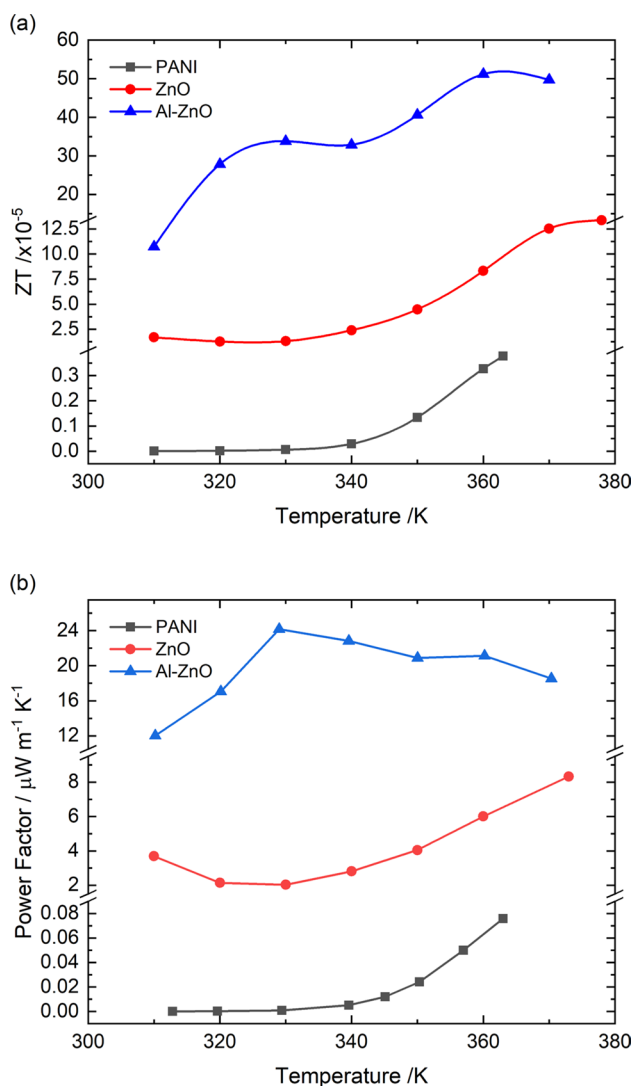 (a)
60
50
40
30
20
12.5
10.0
7.5
5.0
2.5
0.3
0.2
0.1
0.0
ZT /x10⁻⁵
PANI
ZnO
Al-ZnO
300 320 340 360 380
Temperature /K
(b)
24
20
16
12
8
6
4
2
0.08
0.06
0.04
0.02
0.00
Power Factor / μW m⁻¹ K⁻¹
PANI
ZnO
Al-ZnO
300 320 340 360 380
Temperature /K